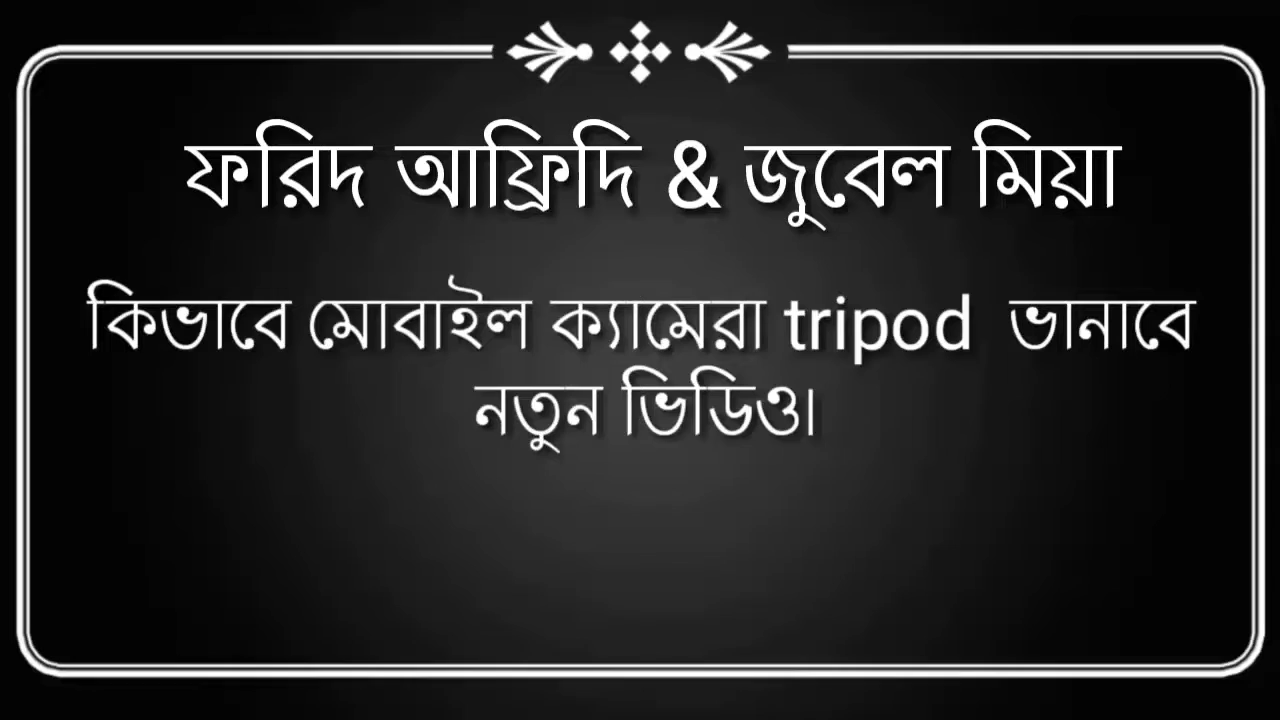 ফরিদ আফ্রিদি & জুবেল মিয়া
কিভাবে মোবাইল ক্যামেরা tripod ভানাবে
নতুন ভিডিও।